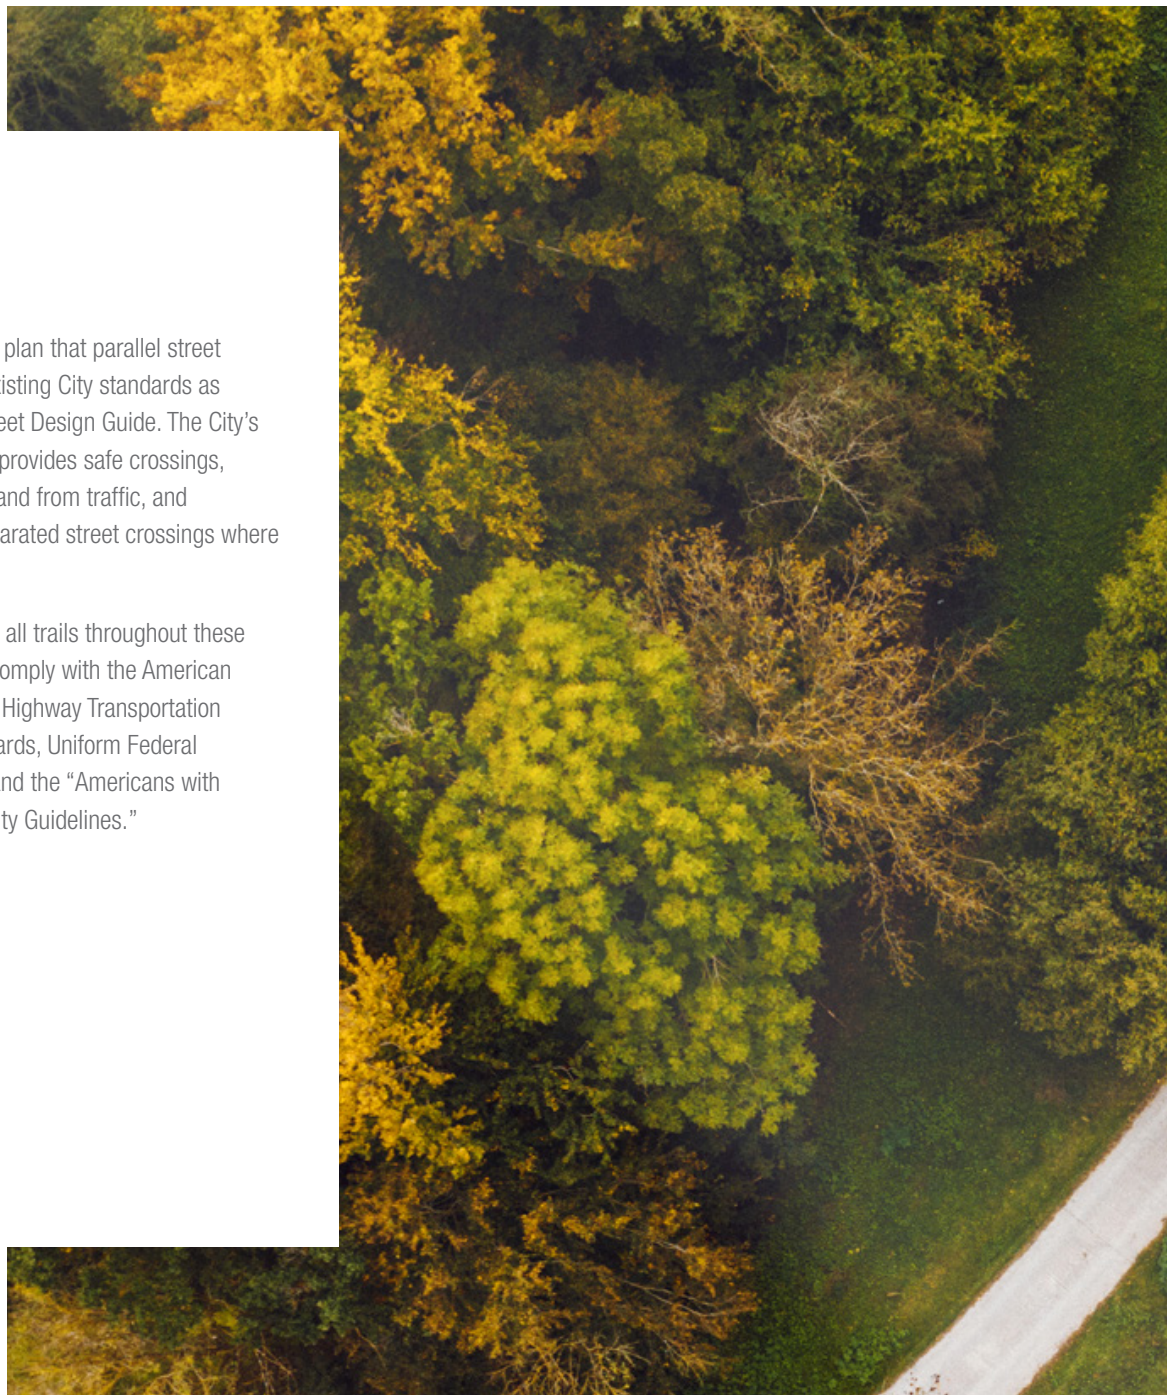 plan that parallel street
isting City standards as
eet Design Guide. The City's
provides safe crossings,
and from traffic, and
arated street crossings where
all trails throughout these
omply with the American
Highway Transportation
ards, Uniform Federal
nd the “Americans with
ty Guidelines.”